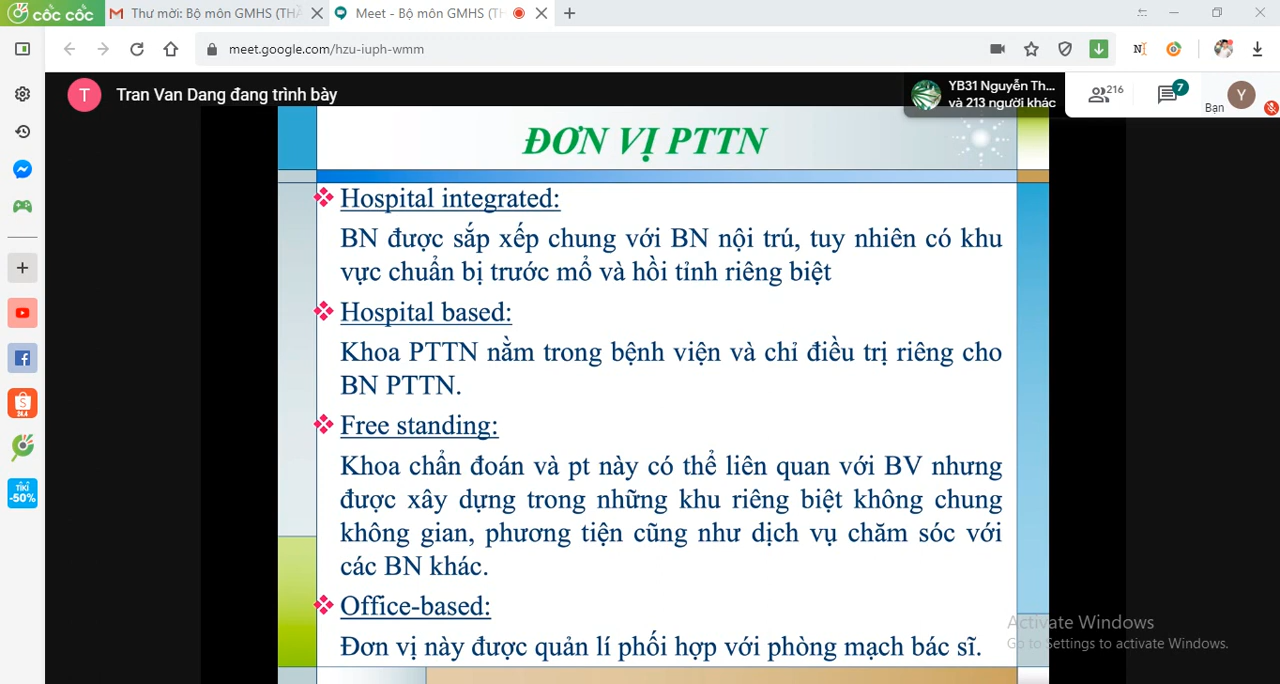 cốc cốc
Thư mời: Bộ môn GMHS (TH
Meet - Bộ môn GMHS (TH
meet.google.com/hzu-iuph-wmm
T
Tran Van Dang đang trình bày
YB31 Nguyễn Th...
và 213 người khác
216
7
Bạn
Y
ĐƠN VỊ PTTN
Hospital integrated:
BN được sắp xếp chung với BN nội trú, tuy nhiên có khu
vực chuẩn bị trước mổ và hồi tỉnh riêng biệt
Hospital based:
Khoa PTTN nằm trong bệnh viện và chỉ điều trị riêng cho
BN PTTN.
Free standing:
Khoa chẩn đoán và pt này có thể liên quan với BV nhưng
được xây dựng trong những khu riêng biệt không chung
không gian, phương tiện cũng như dịch vụ chăm sóc với
các BN khác.
Office-based:
Đơn vị này được quản lí phối hợp với phòng mạch bác sĩ.
TIKI
-50%
Activate Windows
Go to Settings to activate Windows.